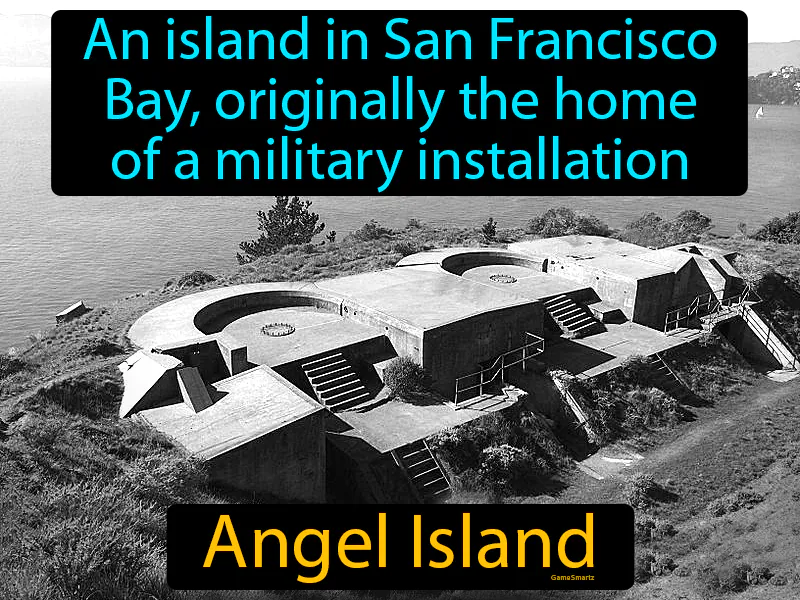 An island in San Francisco
Bay, originally the home
of a military installation
Angel Island
GameSmartz